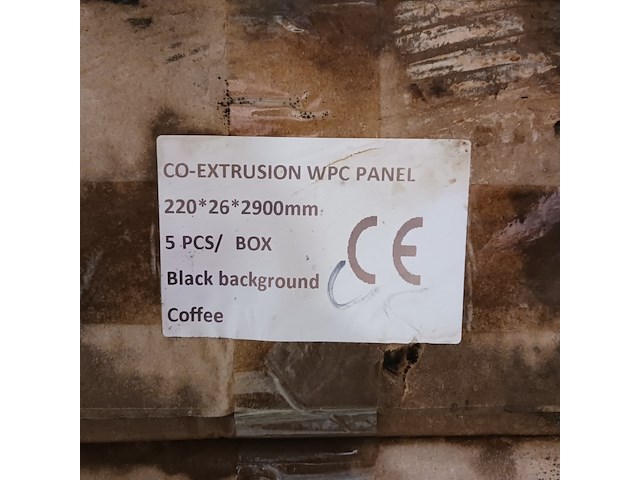 CO-EXTRUSION WPC PANEL
220*26*2900mm
5 PCS/ BOX
Black background
Coffee
CE